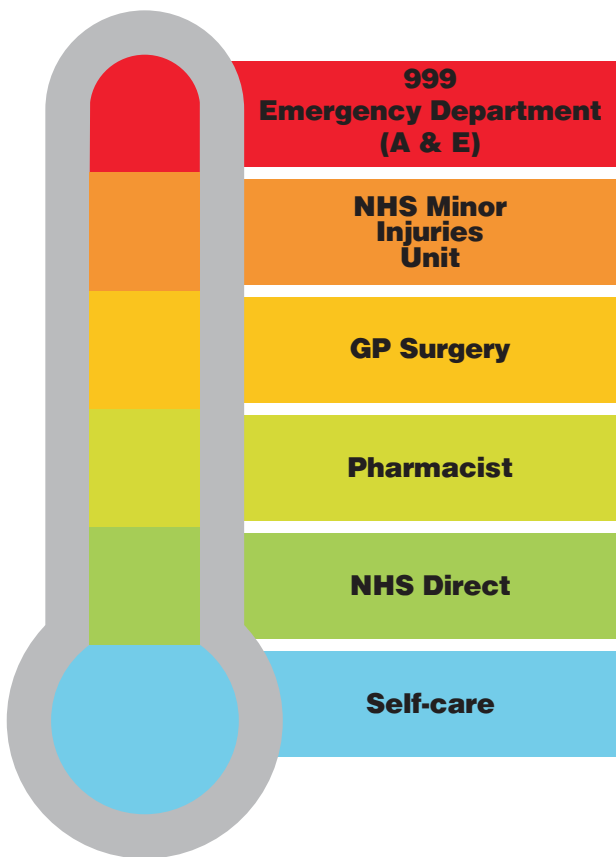 999
Emergency Department
(A & E)
NHS Minor
Injuries
Unit
GP Surgery
Pharmacist
NHS Direct
Self-care